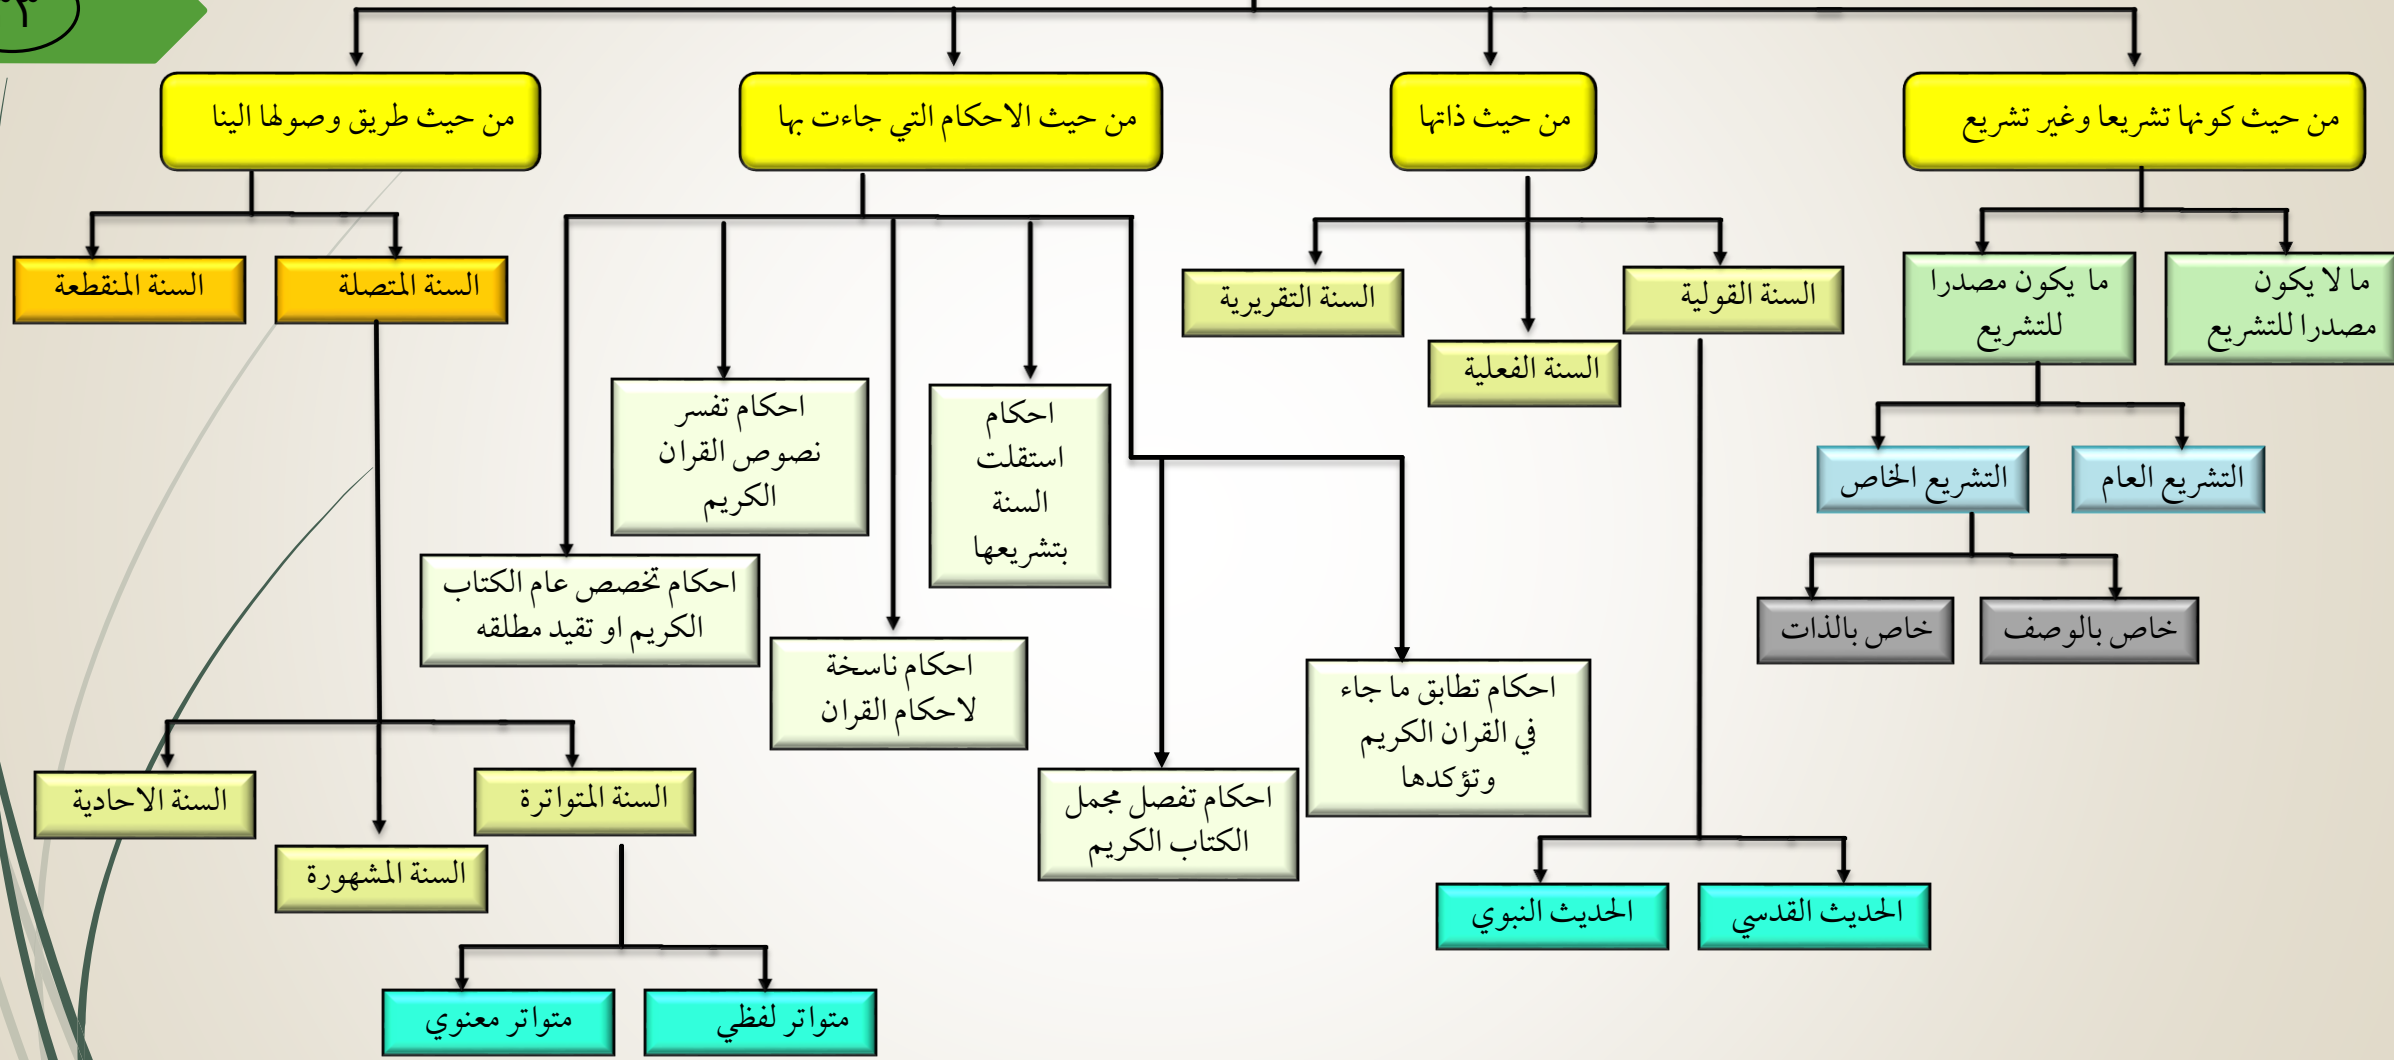 من حيث كونها تشريعا وغير تشريع
من حيث ذاتها
من حيث الاحكام التي جاءت بها
من حيث طريق وصولها الينا
ما لا يكون
مصدرا للتشريع
ما يكون مصدرا
للتشريع
التشريع العام
التشريع الخاص
خاص بالوصف
خاص بالذات
السنة القولية
السنة الفعلية
السنة التقريرية
الحديث القدسي
الحديث النبوي
احكام تطابق ما جاء
في القران الكريم
وتؤكدها
احكام تفصل مجمل
الكتاب الكريم
احكام
استقلت
السنة
بتشريعها
احكام ناسخة
لاحكام القران
احكام تفسر
نصوص القران
الكريم
احكام تخصص عام الكتاب
الكريم او تقيد مطلقه
السنة المتصلة
السنة المنقطعة
السنة المتواترة
السنة المشهورة
السنة الاحادية
متواتر لفظي
متواتر معنوي